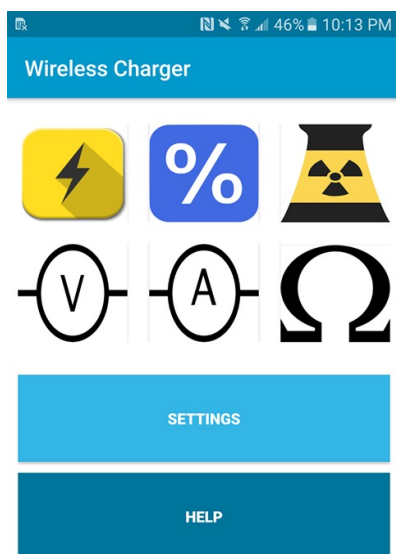 46% 10:13 PM
Wireless Charger
%
V A Ω
SETTINGS
HELP